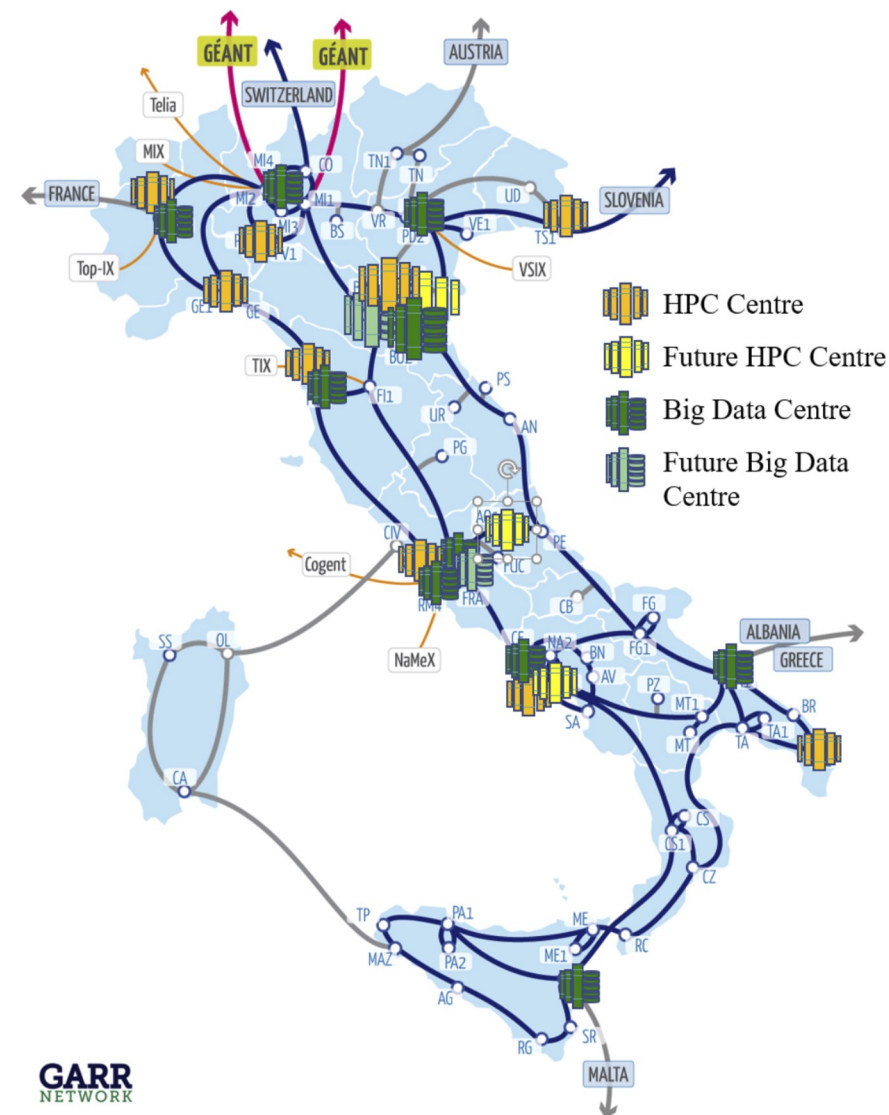 GÉANT
GÉANT
AUSTRIA
SWITZERLAND
Telia
MIX
MI4
CO
TN1
TN
FRANCE
MI2
MI1
MI3
BS
VR
PD2
VE1
UD
TS1
SLOVENIA
V1
Top-IX
VSIX
GE1
GE
HPC Centre
BO2
TIX
FI1
Future HPC Centre
PS
UR
AN
Big Data Centre
PG
Future Big Data
Centre
CIV
PE
Cogent
FUC
RM4
FRA
CB
FG
NaMeX
FG1
ALBANIA
GREECE
SS
OL
CE
NA2
BN
AV
PZ
MT1
BR
SA
MT
TA
TA1
CA
CS
CS1
CZ
TP
PA1
ME
MAZ
PA2
ME1
RC
AG
RG
SR
MALTA
GARR
NETWORK